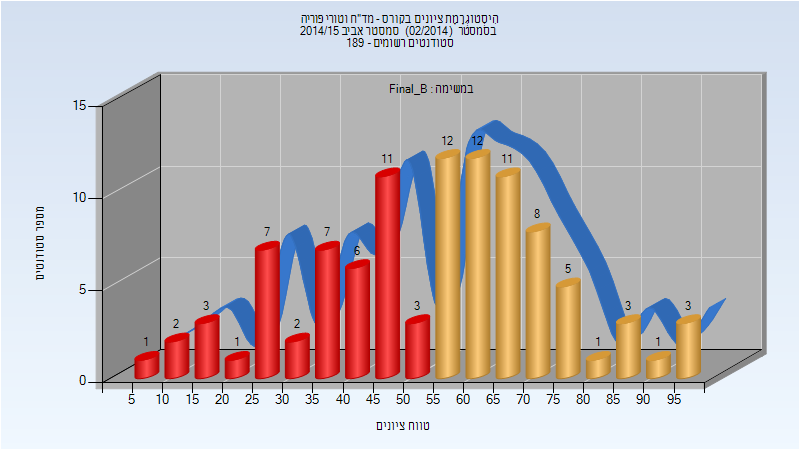 היסטוגרמת ציונים בקורס - מד"ח וטורי פוריה
בסמסטר (02/2014) סמסטר אביב 2014/15
סטודנטים רשומים - 189
במשימה : Final_B
מספר סטודנטים
15
10
5
0
1 2 3 1 7 2 7 6 11 3 12 12 11 8 5 1 3 1 3
5 10 15 20 25 30 35 40 45 50 55 60 65 70 75 80 85 90 95
טווח ציונים